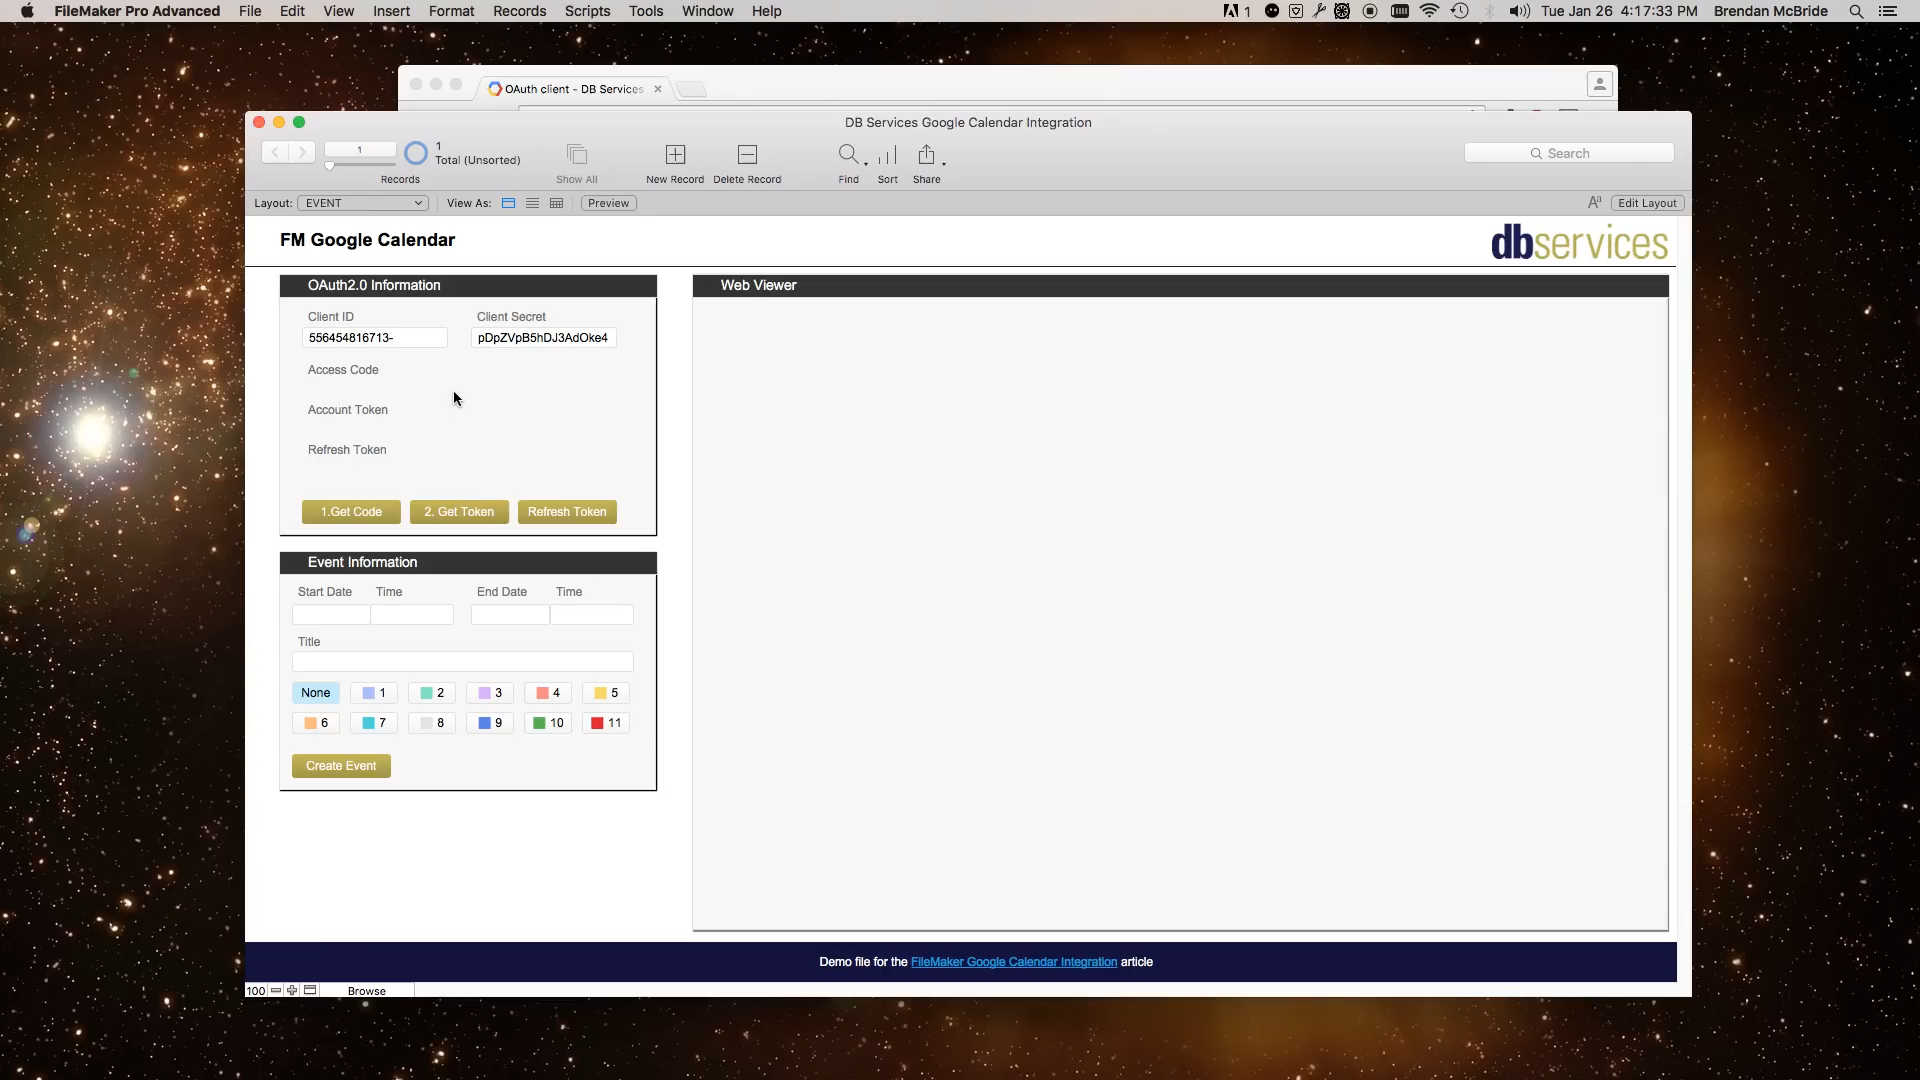 FileMaker Pro Advanced File Edit View Insert Format Records Scripts Tools Window Help 1 Tue Jan 26 4:17:33 PM Brendan McBride
OAuth client - DB Services
DB Services Google Calendar Integration
1
1
Total (Unsorted)
Records
Show All
New Record
Delete Record
Find
Sort
Share
Search
Layout: EVENT View As: Preview Aa Edit Layout
FM Google Calendar
dbservices
OAuth2.0 Information
Client ID Client Secret
556454816713- pDpZVpB5hDJ3AdOke4
Access Code
Account Token
Refresh Token
1.Get Code 2. Get Token Refresh Token
Event Information
Start Date Time End Date Time
Title
None 1 2 3 4 5
6 7 8 9 10 11
Create Event
Web Viewer
Demo file for the FileMaker Google Calendar Integration article
100 Browse